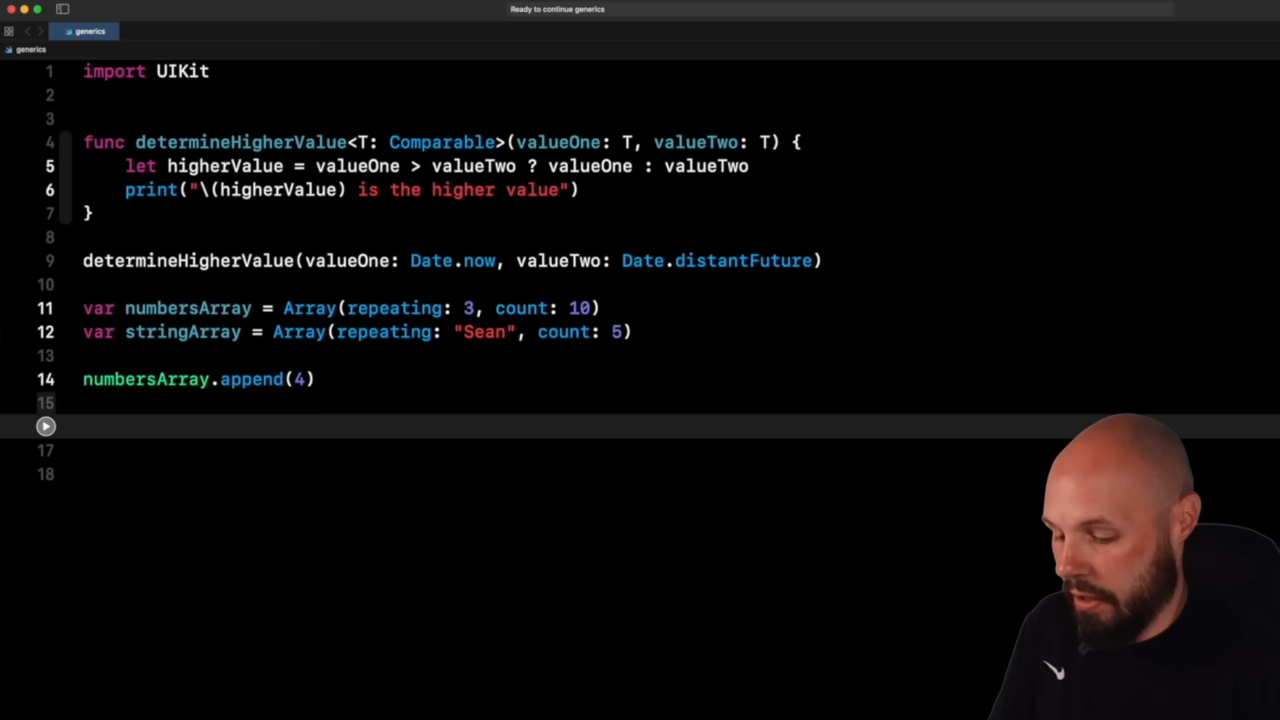 Ready to continue generics
generics
generics
1 import UIKit
2
3
4 func determineHigherValue<T: Comparable>(valueOne: T, valueTwo: T) {
5 let higherValue = valueOne > valueTwo ? valueOne : valueTwo
6 print("\(higherValue) is the higher value")
7 }
8
9 determineHigherValue(valueOne: Date.now, valueTwo: Date.distantFuture)
10
11 var numbersArray = Array(repeating: 3, count: 10)
12 var stringArray = Array(repeating: "Sean", count: 5)
13
14 numbersArray.append(4)
15
17
18